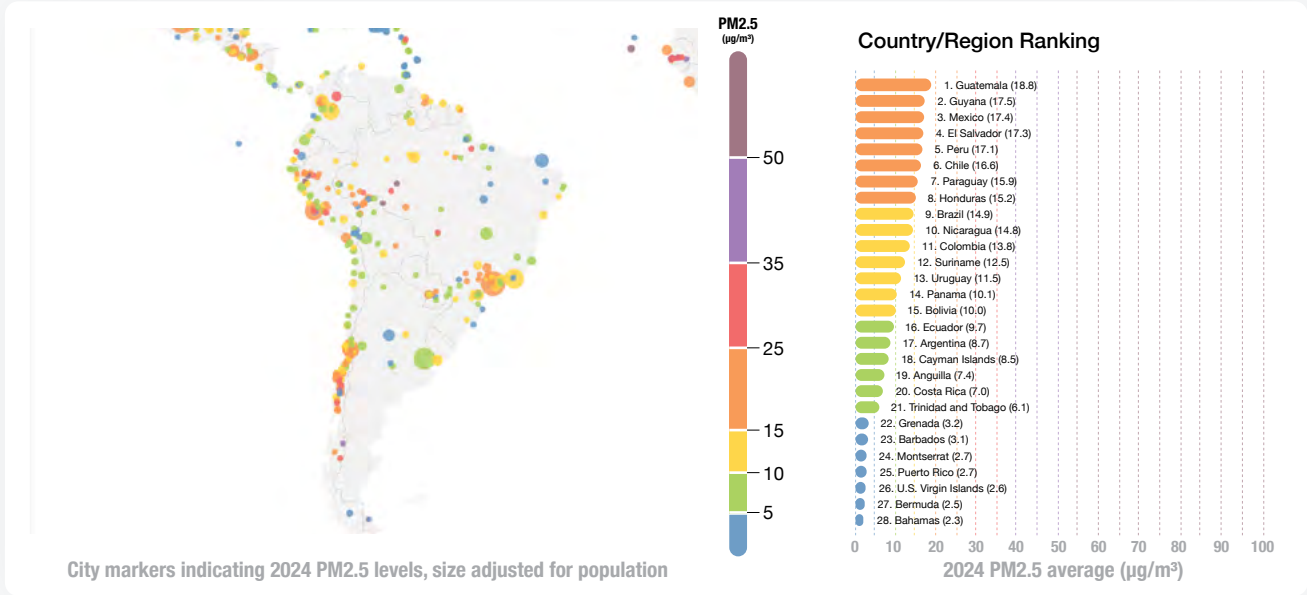 PM2.5
(µg/m³)
50
35
25
15
10
5
City markers indicating 2024 PM2.5 levels, size adjusted for population
Country/Region Ranking
1. Guatemala (18.8)
2. Guyana (17.5)
3. Mexico (17.4)
4. El Salvador (17.3)
5. Peru (17.1)
6. Chile (16.6)
7. Paraguay (15.9)
8. Honduras (15.2)
9. Brazil (14.9)
10. Nicaragua (14.8)
11. Colombia (13.8)
12. Suriname (12.5)
13. Uruguay (11.5)
14. Panama (10.1)
15. Bolivia (10.0)
16. Ecuador (9.7)
17. Argentina (8.7)
18. Cayman Islands (8.5)
19. Anguilla (7.4)
20. Costa Rica (7.0)
21. Trinidad and Tobago (6.1)
22. Grenada (3.2)
23. Barbados (3.1)
24. Montserrat (2.7)
25. Puerto Rico (2.7)
26. U.S. Virgin Islands (2.6)
27. Bermuda (2.5)
28. Bahamas (2.3)
0 10 20 30 40 50 60 70 80 90 100
2024 PM2.5 average (µg/m³)